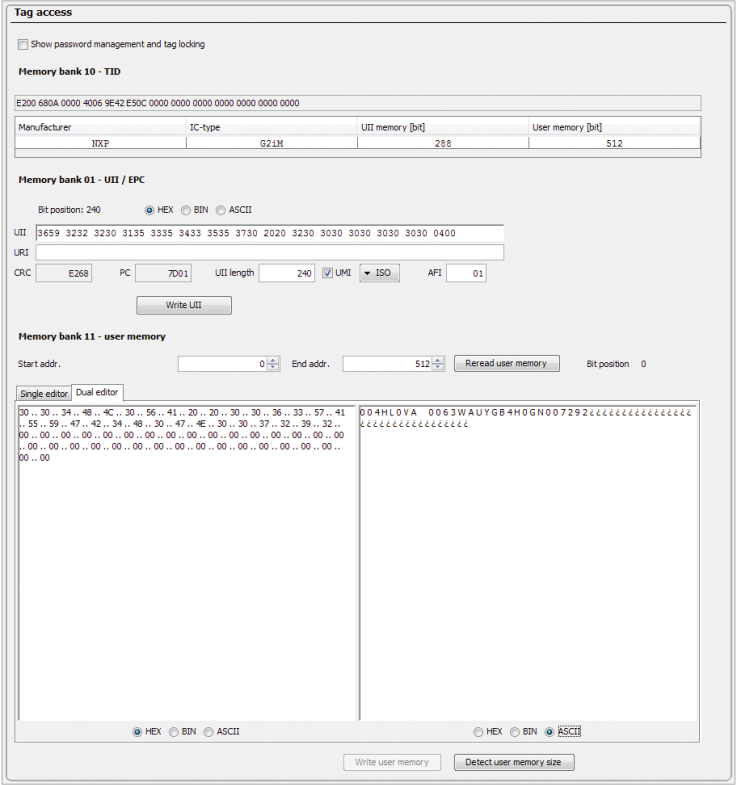 Tag access
Show password management and tag locking
Memory bank 10 - TID
E200 680A 0000 4006 9E42 E50C 0000 0000 0000 0000 0000 0000 0000
Manufacturer IC-type UII memory [bit] User memory [bit]
NXP G2iM 288 512
Memory bank 01 - UII / EPC
Bit position: 240 HEX BIN ASCII
UII 3659 3232 3230 3135 3335 3433 3535 3730 2020 3230 3030 3030 3030 3030 0400
URI
CRC E268 PC 7D01 UII length 240 UMI ISO AFI 01
Write UII
Memory bank 11 - user memory
Start addr. 0 End addr. 512 Reread user memory Bit position 0
Single editor Dual editor
30 .. 30 .. 34 .. 48 .. 4C .. 30 .. 56 .. 41 .. 20 .. 20 .. 30 .. 30 .. 36 .. 33 .. 57 .. 41
.. 55 .. 59 .. 47 .. 42 .. 34 .. 48 .. 30 .. 47 .. 4E .. 30 .. 30 .. 37 .. 32 .. 39 .. 32 ..
00 .. 00 .. 00 .. 00 .. 00 .. 00 .. 00 .. 00 .. 00 .. 00 .. 00 .. 00 .. 00 .. 00 .. 00 .. 00
.. 00 .. 00 .. 00 .. 00 .. 00 .. 00 .. 00 .. 00 .. 00 .. 00 .. 00 .. 00 .. 00 .. 00 .. 00 ..
00 .. 00
004HL0VA  0063WAUYGB4H0GN007292¿¿¿¿¿¿¿¿¿¿¿¿¿¿¿¿
¿¿¿¿¿¿¿¿¿¿¿¿¿¿¿¿¿
HEX BIN ASCII HEX BIN ASCII
Write user memory Detect user memory size